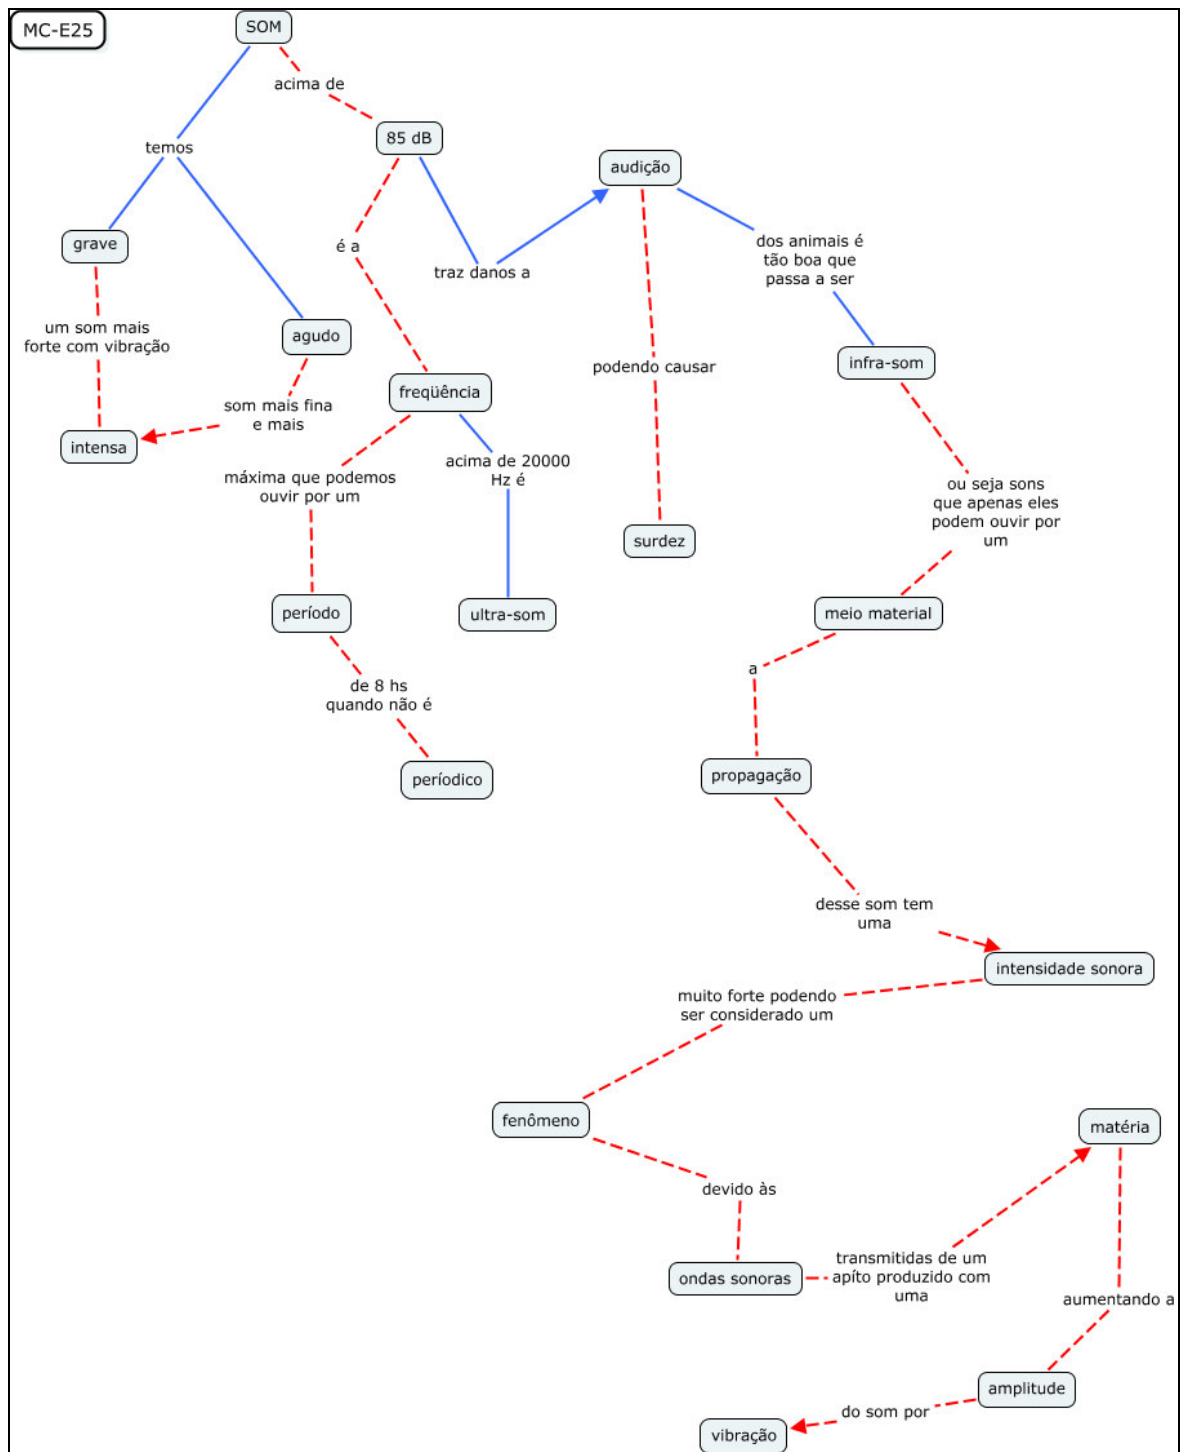 MC-E25
SOM
acima de
85 dB
temos
audição
grave
é a
traz danos a
dos animais é
tão boa que
passa a ser
um som mais
forte com vibração
agudo
infra-som
podendo causar
freqüência
som mais fina
e mais
intensa
acima de 20000
Hz é
máxima que podemos
ouvir por um
ou seja sons
que apenas eles
podem ouvir por
um
surdez
período
ultra-som
meio material
a
de 8 hs
quando não é
períodico
propagação
desse som tem
uma
intensidade sonora
muito forte podendo
ser considerado um
fenômeno
matéria
devido às
ondas sonoras
transmitidas de um
apíto produzido com
uma
aumentando a
amplitude
do som por
vibração